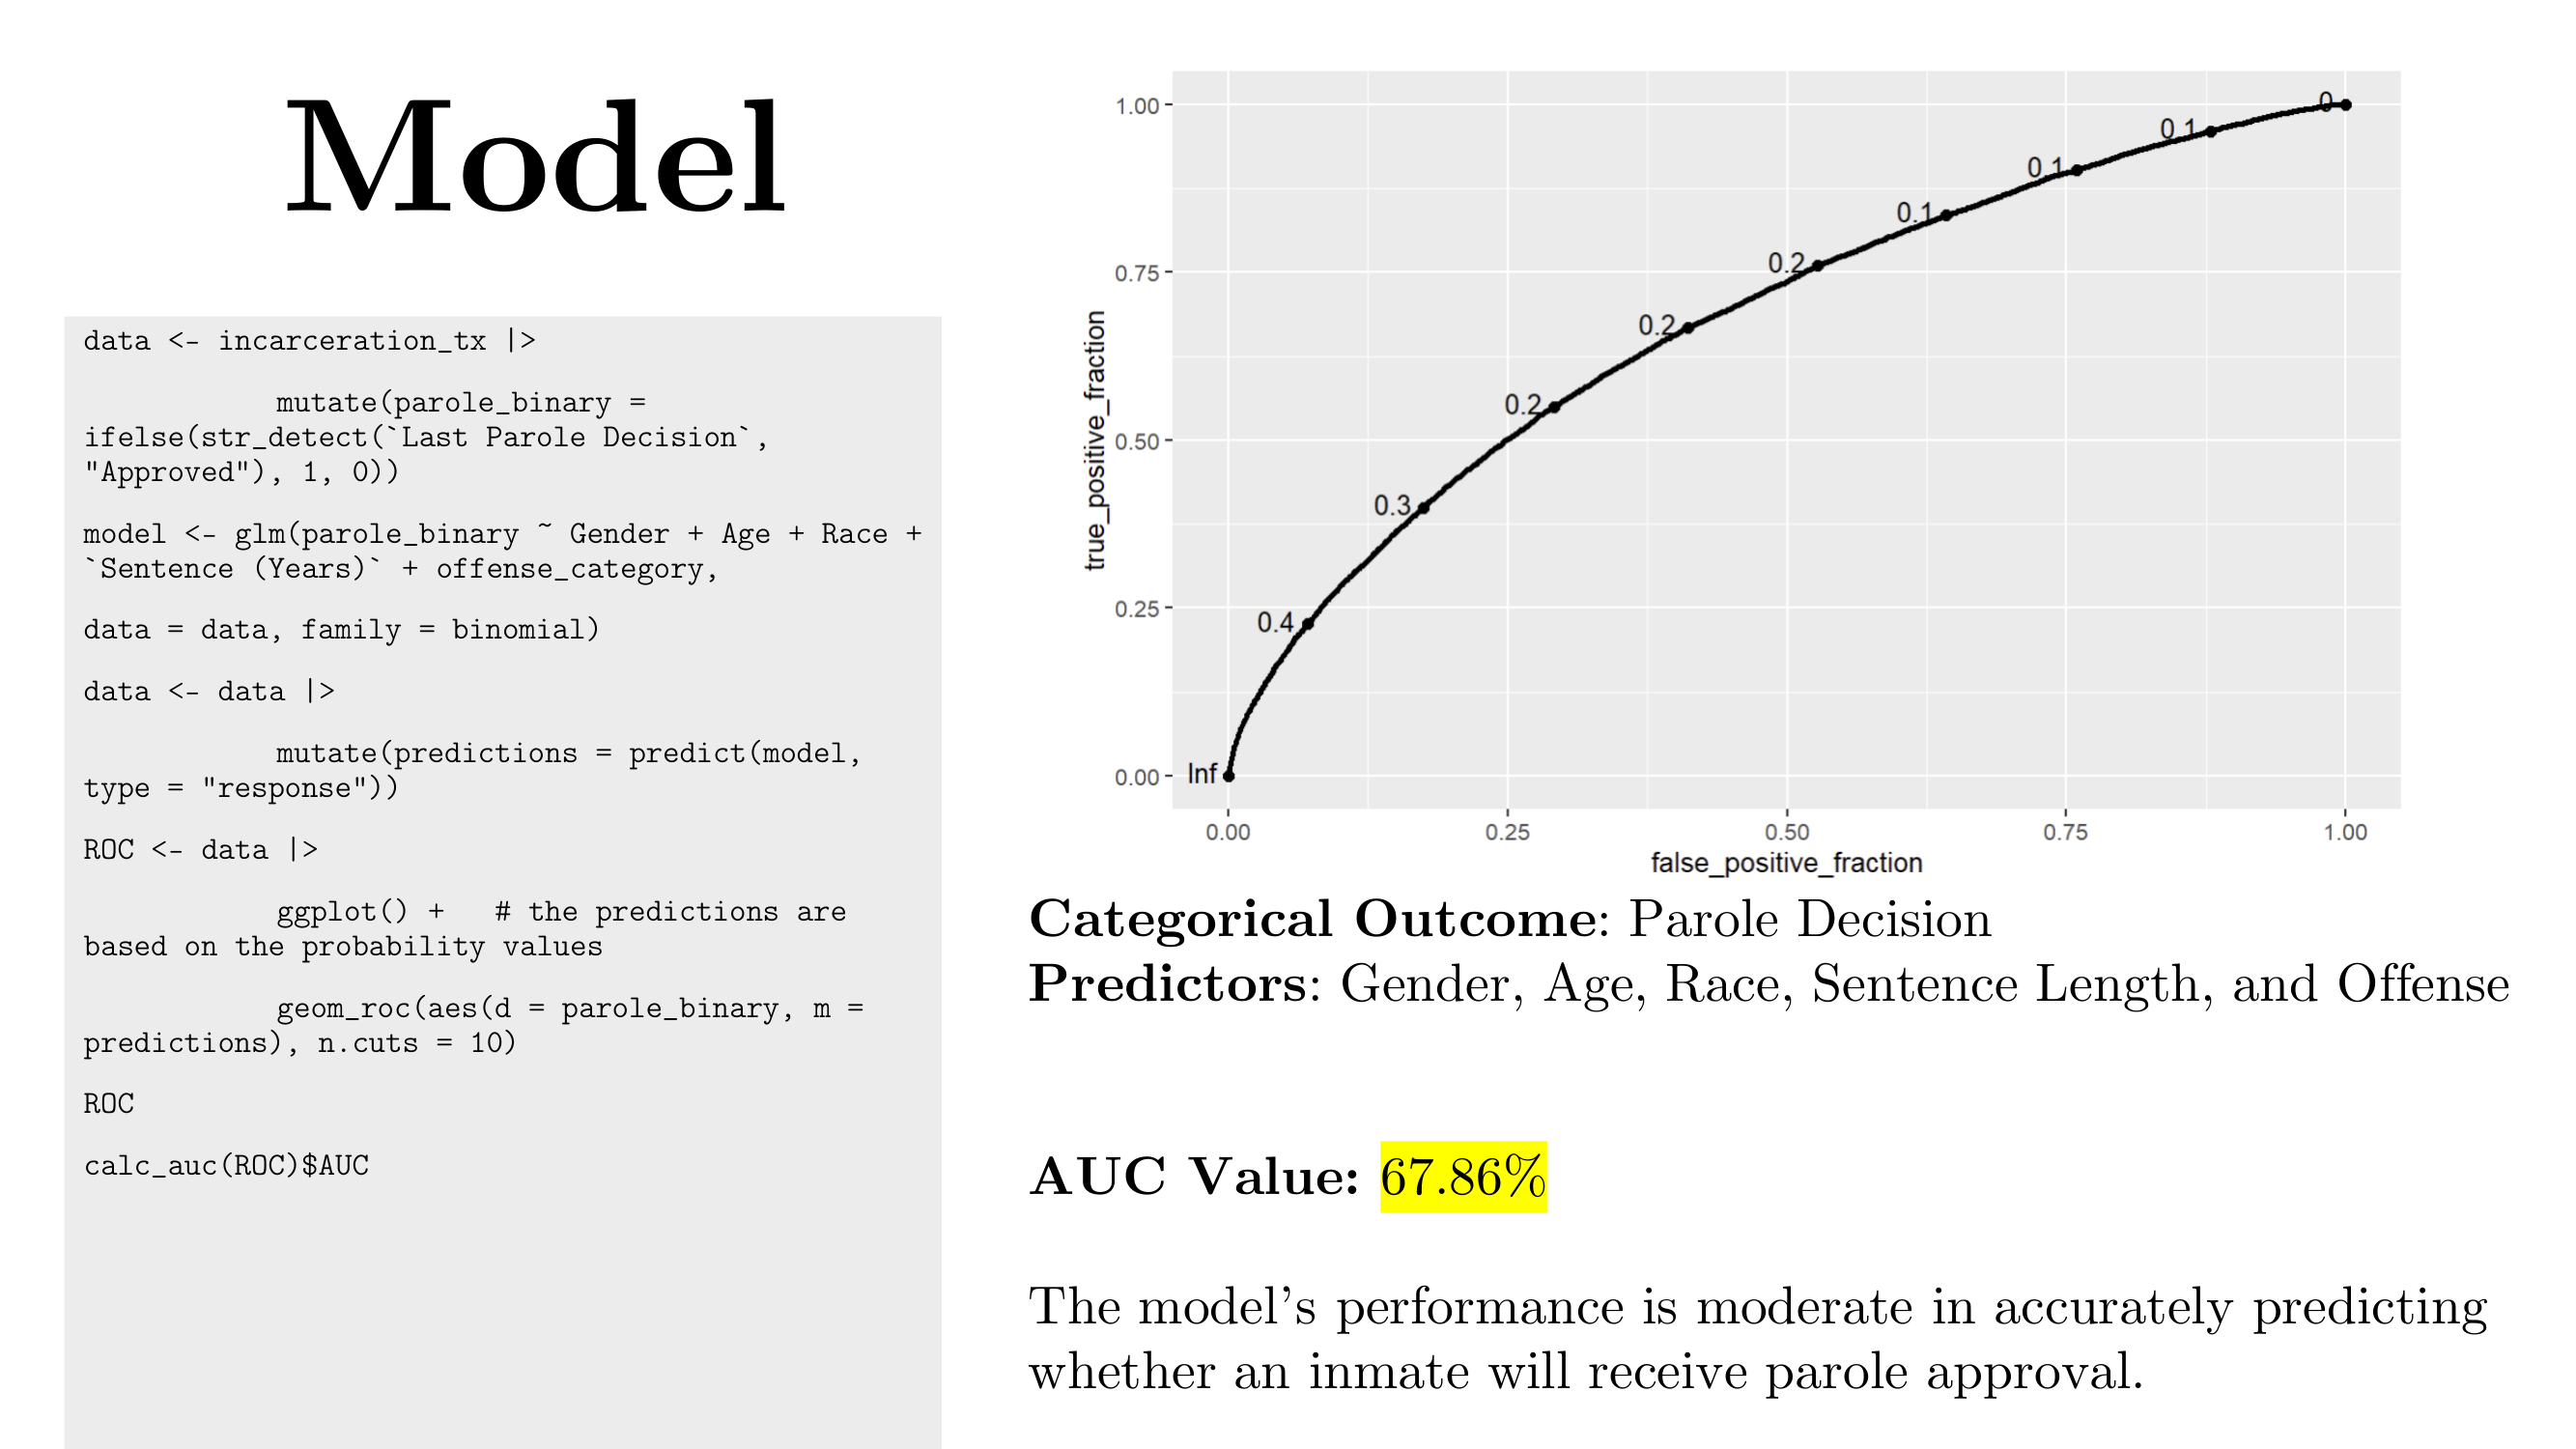 Model
data <- incarceration_tx |>
mutate(parole_binary =
ifelse(str_detect(`Last Parole Decision`,
"Approved"), 1, 0))
model <- glm(parole_binary ~ Gender + Age + Race +
`Sentence (Years)` + offense_category,
data = data, family = binomial)
data <- data |>
mutate(predictions = predict(model,
type = "response"))
ROC <- data |>
ggplot() +   # the predictions are
based on the probability values
geom_roc(aes(d = parole_binary, m =
predictions), n.cuts = 10)
ROC
calc_auc(ROC)$AUC
true_positive_fraction
1.00
0.75
0.50
0.25
0.00
0
0.1
0.1
0.1
0.2
0.2
0.2
0.3
0.4
Inf
0.00 0.25 0.50 0.75 1.00
false_positive_fraction
Categorical Outcome: Parole Decision
Predictors: Gender, Age, Race, Sentence Length, and Offense
AUC Value: 67.86%
The model's performance is moderate in accurately predicting
whether an inmate will receive parole approval.